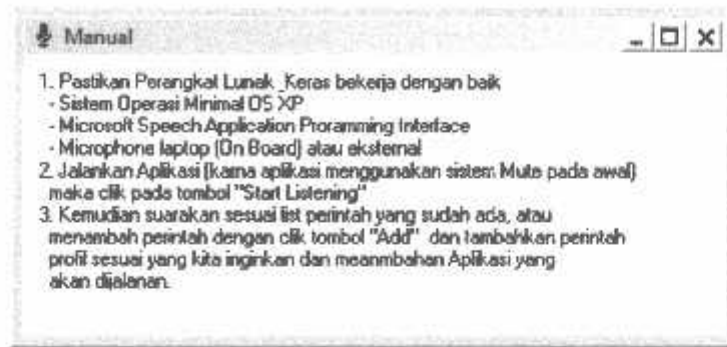 Manual
1. Pastikan Perangkat Lunak _Keras bekerja dengan baik
- Sistem Operasi Minimal OS XP
- Microsoft Speech Application Proramming Interface
- Microphone laptop (On Board) atau eksternal
2. Jalankan Aplikasi (karna aplikasi menggunakan sistem Mute pada awal)
maka clik pada tombol "Start Listening"
3. Kemudian suarakan sesuai list perintah yang sudah ada, atau
menambah perintah dengan clik tombol "Add" dan tambahkan perintah
profil sesuai yang kita inginkan dan meanmbahan Aplikasi yang
akan dijalanan.